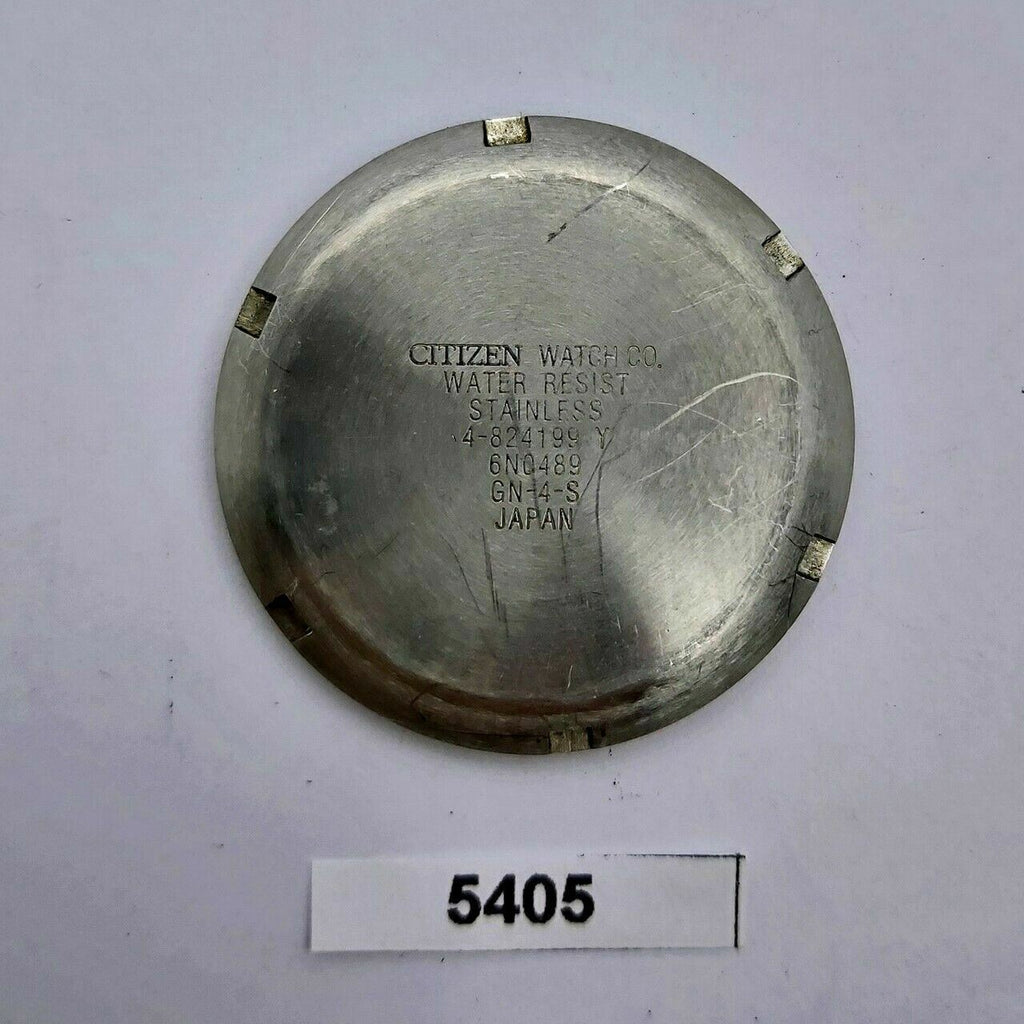 CITIZEN WATCH CO.
WATER RESIST
STAINLESS
4-824199 Y
6N0489
GN-4-S
JAPAN
5405